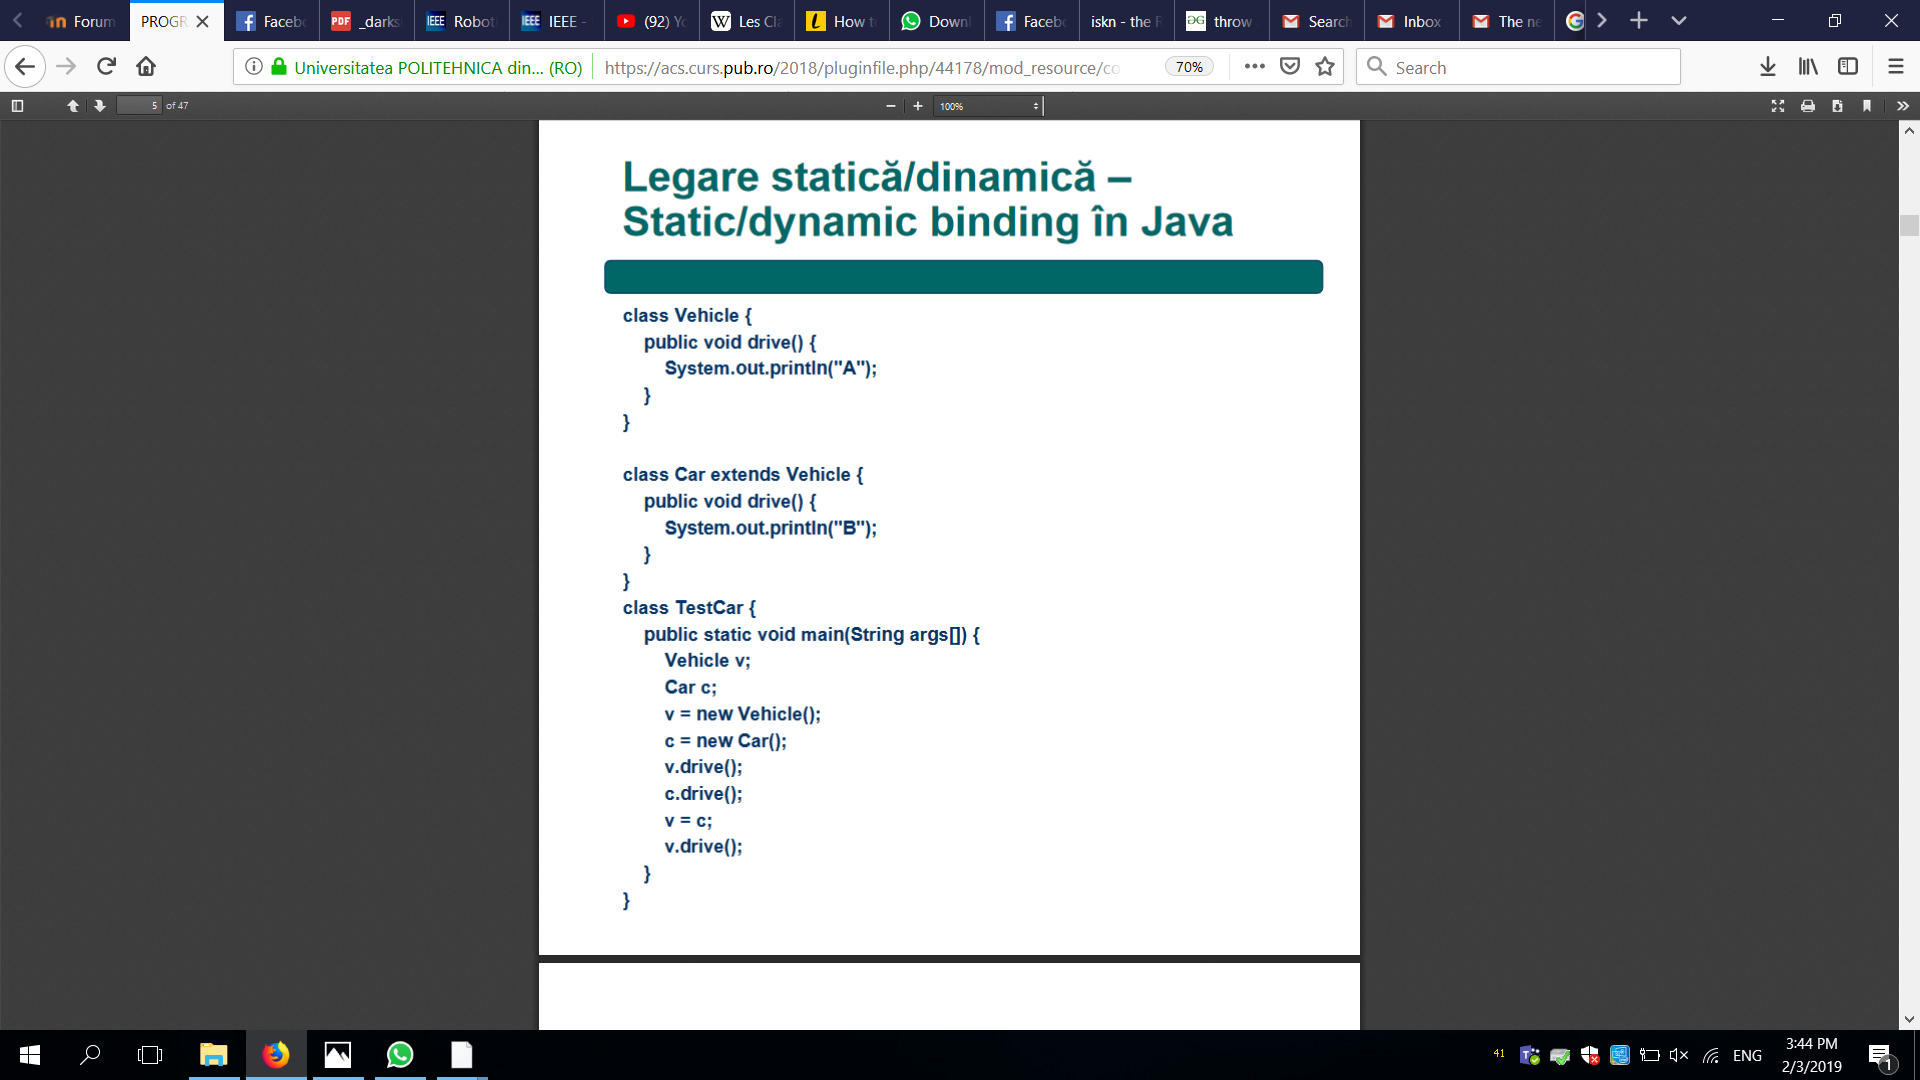 Forum
PROGR
Faceb
_darks
Robot
IEEE -
(92) Y
Les Cl
How t
Down
Faceb
iskn - the
throw
Search
Inbox
The ne
Universitatea POLITEHNICA din... (RO)
https://acs.curs.pub.ro/2018/pluginfile.php/44178/mod_resource/co
70%
Search
5 of 47
100%
Legare statică/dinamică –
Static/dynamic binding în Java
class Vehicle {
public void drive() {
System.out.println("A");
}
}
class Car extends Vehicle {
public void drive() {
System.out.println("B");
}
}
class TestCar {
public static void main(String args[]) {
Vehicle v;
Car c;
v = new Vehicle();
c = new Car();
v.drive();
c.drive();
v = c;
v.drive();
}
}
41
ENG
3:44 PM
2/3/2019
1